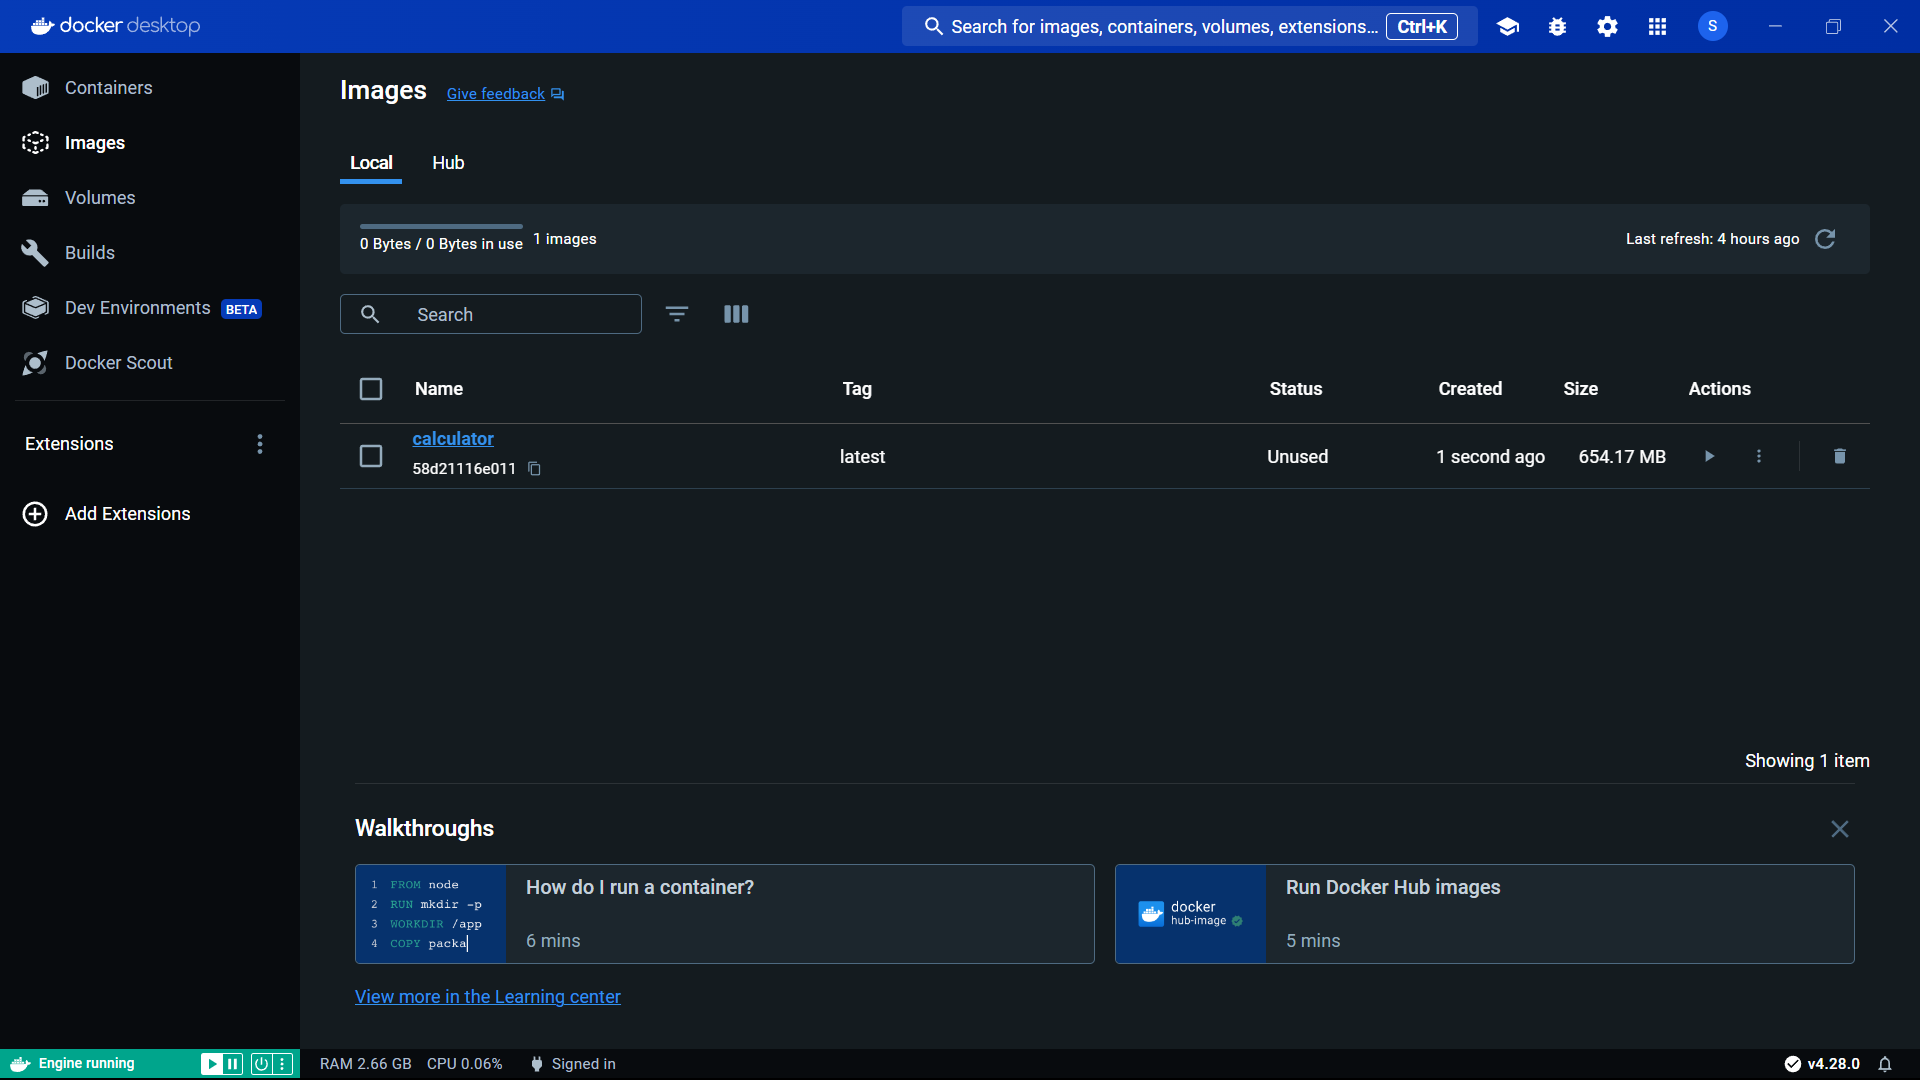 docker desktop
Search for images, containers, volumes, extensions... Ctrl+K
S
Containers
Images
Volumes
Builds
Dev Environments BETA
Docker Scout
Extensions
Add Extensions
Images Give feedback
Local Hub
0 Bytes / 0 Bytes in use 1 images
Last refresh: 4 hours ago
Search
Name Tag Status Created Size Actions
calculator
58d21116e011
latest Unused 1 second ago 654.17 MB
Showing 1 item
Walkthroughs
1 FROM node
2 RUN mkdir -p
3 WORKDIR /app
4 COPY packa
How do I run a container?
6 mins
docker
hub-image
Run Docker Hub images
5 mins
View more in the Learning center
Engine running
RAM 2.66 GB CPU 0.06% Signed in
v4.28.0